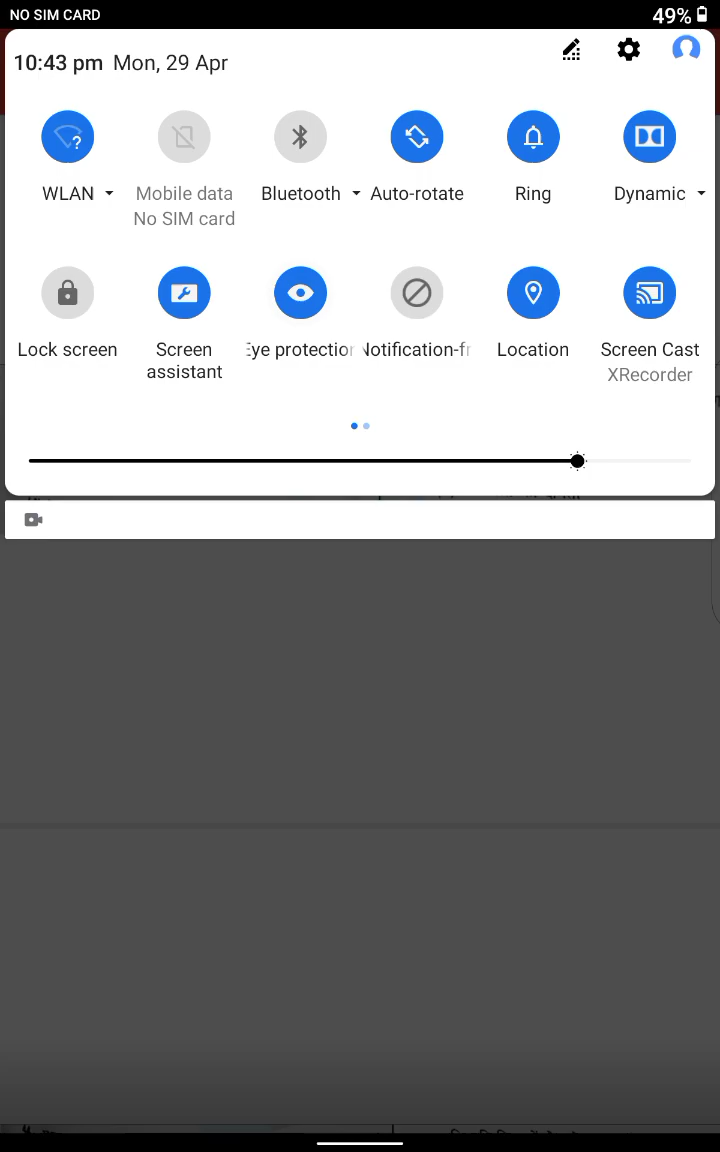 NO SIM CARD 49%
10:43 pm Mon, 29 Apr
WLAN Mobile data Bluetooth Auto-rotate Ring Dynamic
No SIM card
Lock screen Screen Eye protection Notification-fr Location Screen Cast
assistant XRecorder